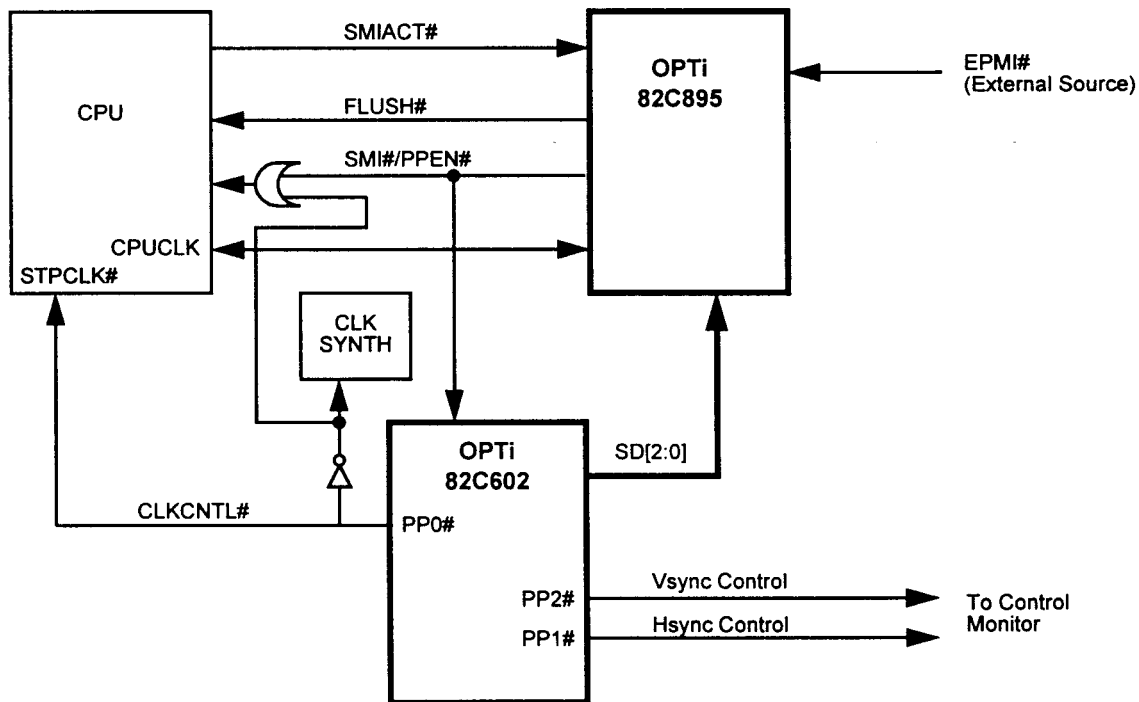 SMIACT#
OPTi
82C895
EPMI#
(External Source)
CPU
FLUSH#
SMI#/PPEN#
CPUCLK
STPCLK#
CLK
SYNTH
OPTi
82C602
SD[2:0]
CLKCNTL#
PP0#
PP2#
Vsync Control
PP1#
Hsync Control
To Control
Monitor